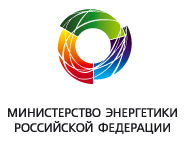 МИНИСТЕРСТВО ЭНЕРГЕТИКИ
РОССИЙСКОЙ ФЕДЕРАЦИИ